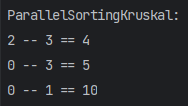 ParallelSortingKruskal:
2 -- 3 == 4
0 -- 3 == 5
0 -- 1 == 10